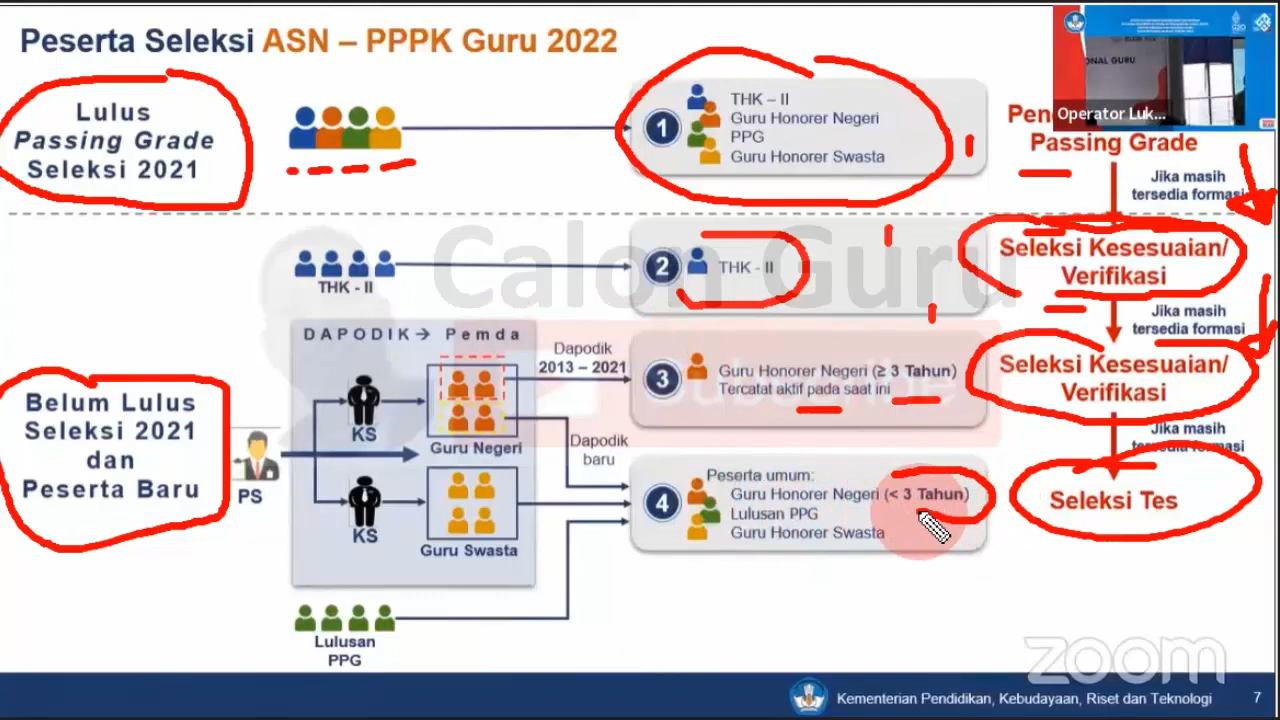 Peserta Seleksi ASN – PPPK Guru 2022
Lulus
Passing Grade
Seleksi 2021
1
THK – II
Guru Honorer Negeri
PPG
Guru Honorer Swasta
ONAL GURU
Operator Luk...
Passing Grade
Jika masih
tersedia formasi
Calon Guru
THK - II
2
THK - II
Seleksi Kesesuaian/
Verifikasi
Jika masih
tersedia formasi
DAPODIK → Pemda
KS
Guru Negeri
Dapodik
2013 – 2021
3
Guru Honorer Negeri (≥ 3 Tahun)
Tercatat aktif pada saat ini
Subscribe
Seleksi Kesesuaian/
Verifikasi
Jika masih
tersedia formasi
Belum Lulus
Seleksi 2021
dan
Peserta Baru
PS
KS
Guru Swasta
Dapodik
baru
4
Peserta umum:
Guru Honorer Negeri (< 3 Tahun)
Lulusan PPG
Guru Honorer Swasta
Seleksi Tes
Lulusan
PPG
zoom
Kementerian Pendidikan, Kebudayaan, Riset dan Teknologi
7